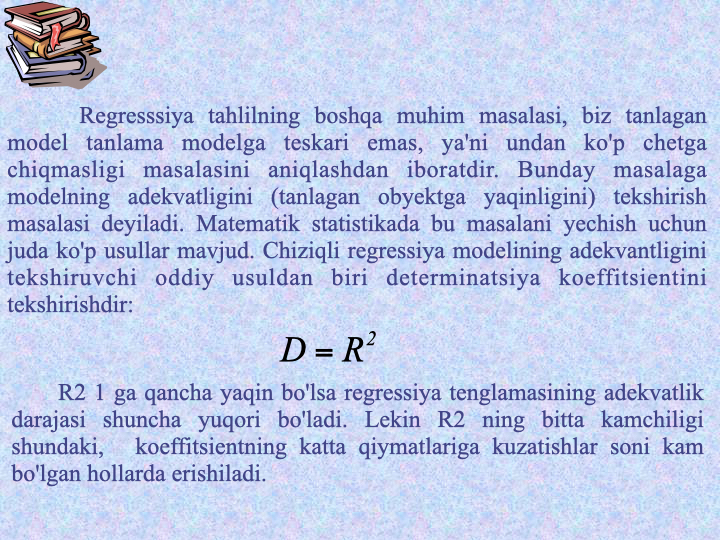 Regresssiya tahlilning boshqa muhim masalasi, biz tanlagan
model tanlama modelga teskari emas, ya'ni undan ko'p chetga
chiqmasligi masalasini aniqlashdan iboratdir. Bunday masalaga
modelning adekvatligini (tanlagan obyektga yaqinligini) tekshirish
masalasi deyiladi. Matematik statistikada bu masalani yechish uchun
juda ko'p usullar mavjud. Chiziqli regressiya modelining adekvantligini
tekshiruvchi oddiy usuldan biri determinatsiya koeffitsientini
tekshirishdir:
D = R²
R2 1 ga qancha yaqin bo'lsa regressiya tenglamasining adekvatlik
darajasi shuncha yuqori bo'ladi. Lekin R2 ning bitta kamchiligi
shundaki, koeffitsientning katta qiymatlariga kuzatishlar soni kam
bo'lgan hollarda erishiladi.